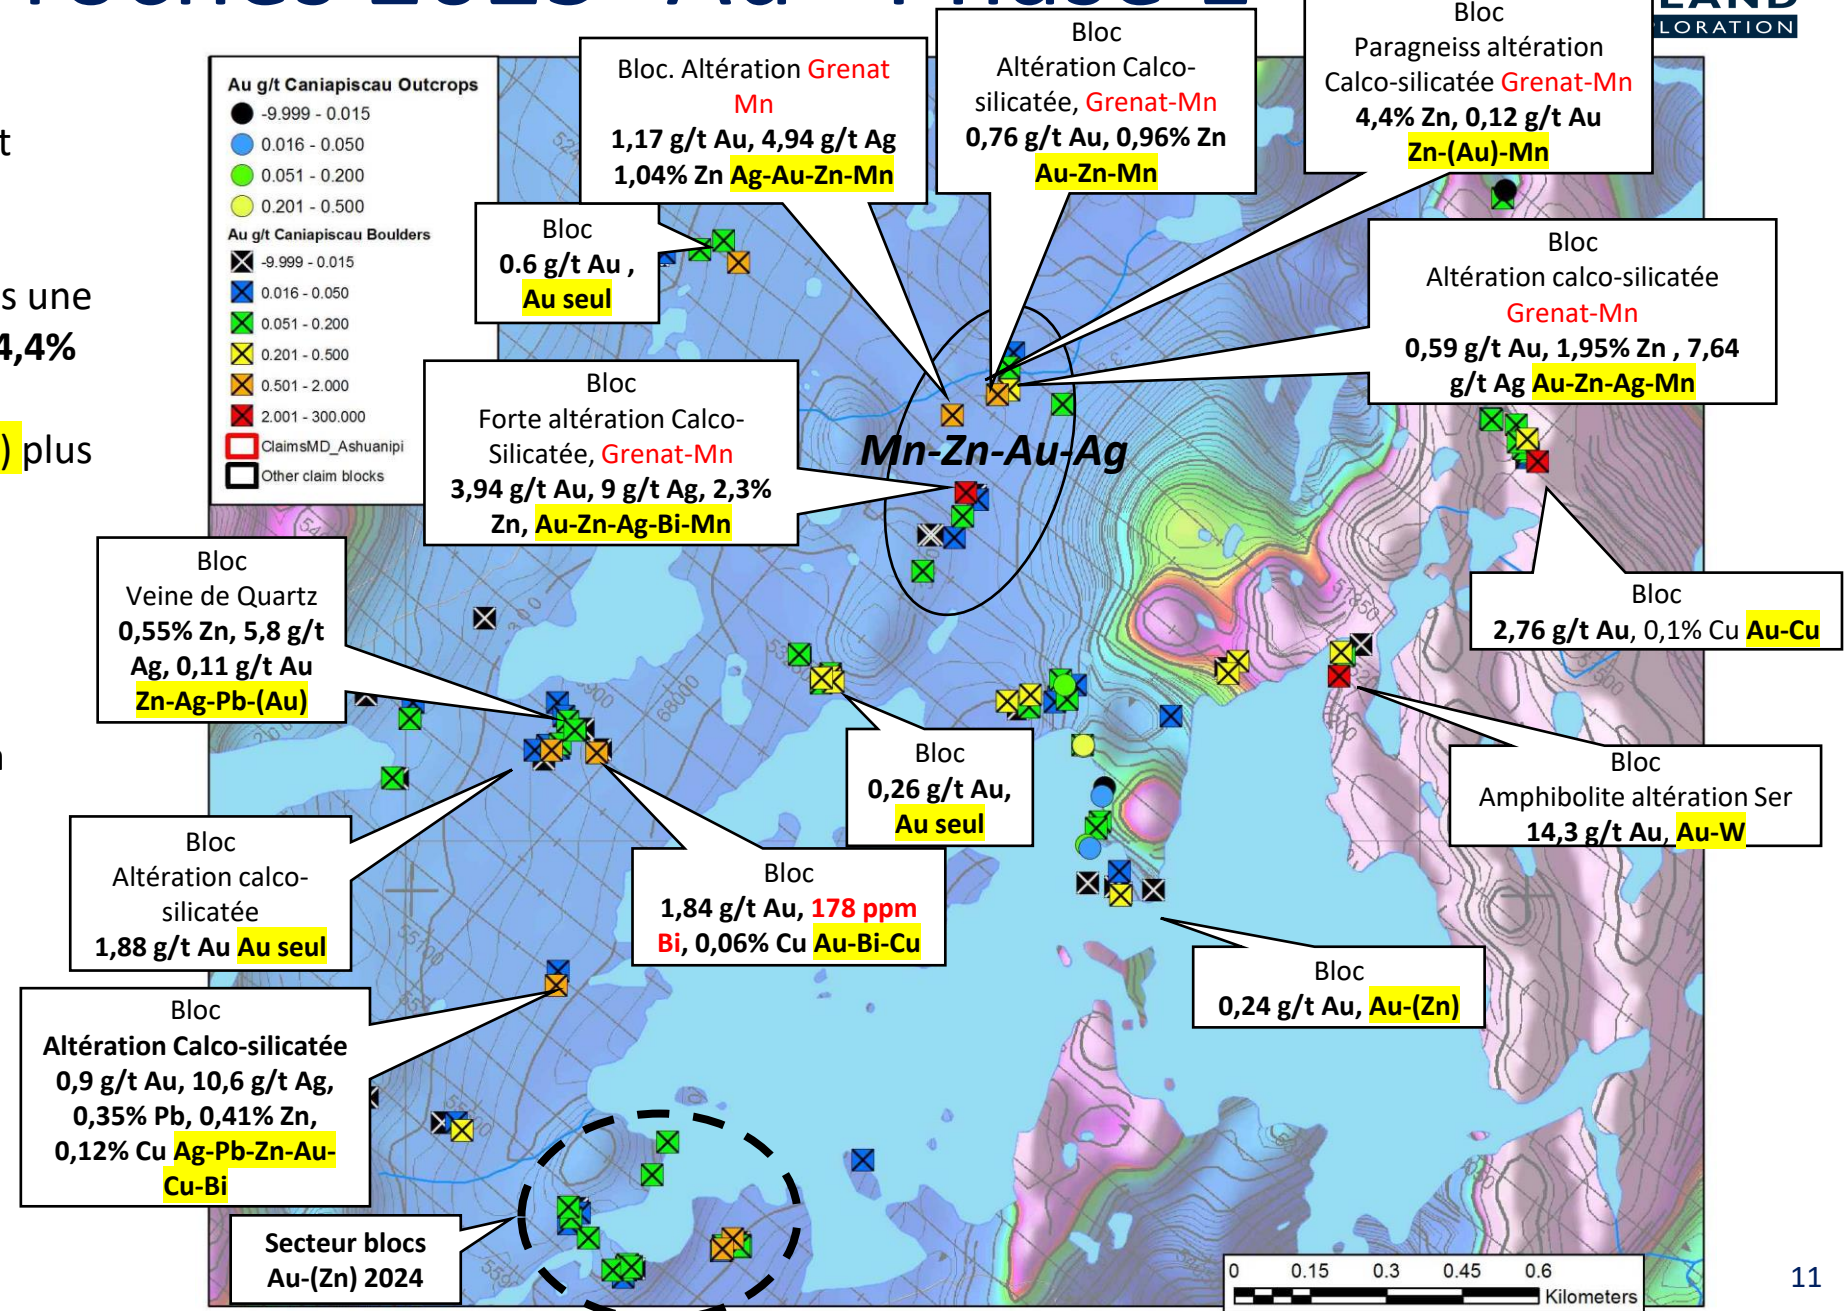 11
t
s une
4,4%
) plus
Au g/t Caniapiscau Outcrops
-9.999 - 0.015
0.016 - 0.050
0.051 - 0.200
0.201 - 0.500
Au g/t Caniapiscau Boulders
-9.999 - 0.015
0.016 - 0.050
0.051 - 0.200
0.201 - 0.500
0.501 - 2.000
2.001 - 300.000
ClaimsMD_Ashuanipi
Other claim blocks
Bloc. Altération Grenat
Mn
1,17 g/t Au, 4,94 g/t Ag
1,04% Zn Ag-Au-Zn-Mn
Bloc
Altération Calco-
silicatée, Grenat-Mn
0,76 g/t Au, 0,96% Zn
Au-Zn-Mn
Bloc
Paragneiss altération
Calco-silicatée Grenat-Mn
4,4% Zn, 0,12 g/t Au
Zn-(Au)-Mn
LORATION
Bloc
0.6 g/t Au ,
Au seul
Bloc
Altération calco-silicatée
Grenat-Mn
0,59 g/t Au, 1,95% Zn , 7,64
g/t Ag Au-Zn-Ag-Mn
Bloc
Forte altération Calco-
Silicatée, Grenat-Mn
3,94 g/t Au, 9 g/t Ag, 2,3%
Zn, Au-Zn-Ag-Bi-Mn
Mn-Zn-Au-Ag
Bloc
Veine de Quartz
0,55% Zn, 5,8 g/t
Ag, 0,11 g/t Au
Zn-Ag-Pb-(Au)
Bloc
2,76 g/t Au, 0,1% Cu Au-Cu
Bloc
0,26 g/t Au,
Au seul
Bloc
Amphibolite altération Ser
14,3 g/t Au, Au-W
Bloc
Altération calco-
silicatée
1,88 g/t Au Au seul
Bloc
1,84 g/t Au, 178 ppm
Bi, 0,06% Cu Au-Bi-Cu
Bloc
0,24 g/t Au, Au-(Zn)
Bloc
Altération Calco-silicatée
0,9 g/t Au, 10,6 g/t Ag,
0,35% Pb, 0,41% Zn,
0,12% Cu Ag-Pb-Zn-Au-
Cu-Bi
Secteur blocs
Au-(Zn) 2024
0 0.15 0.3 0.45 0.6
Kilometers
68000